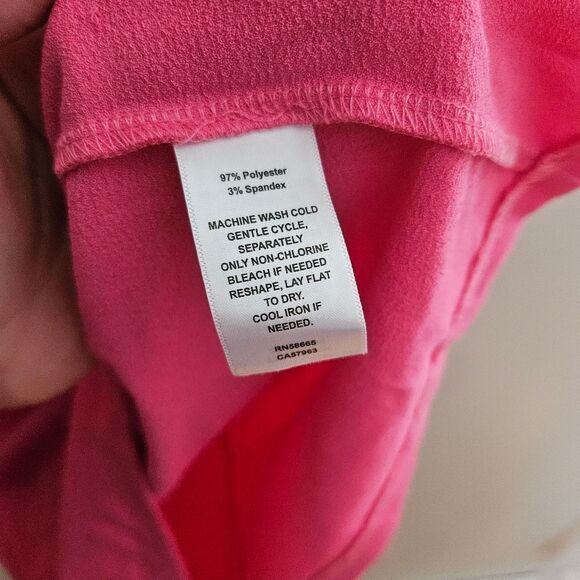 97% Polyester
3% Spandex
MACHINE WASH COLD
GENTLE CYCLE,
SEPARATELY
ONLY NON-CHLORINE
BLEACH IF NEEDED
RESHAPE, LAY FLAT
TO DRY.
COOL IRON IF
NEEDED.
RN58665
CA57963